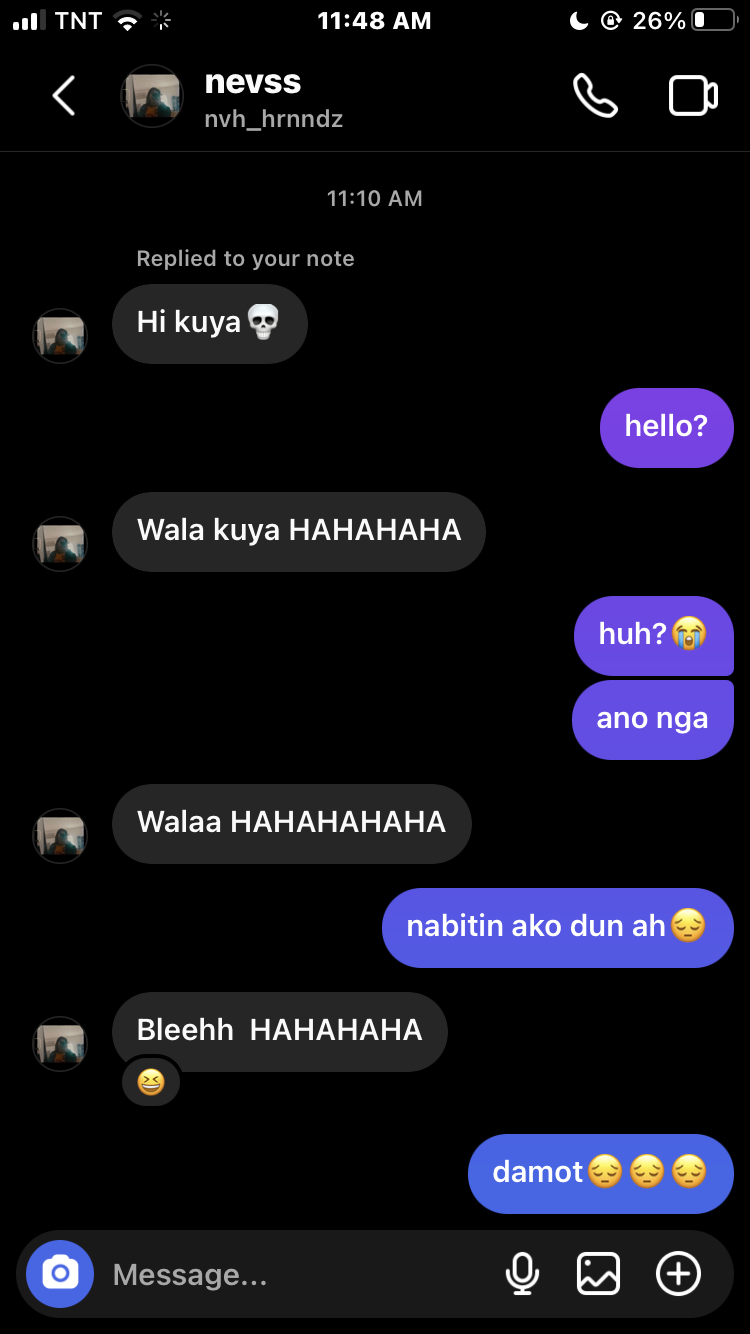 TNT 11:48 AM 26%
nevss
nvh_hrnndz
11:10 AM
Replied to your note
Hi kuya💀
hello?
Wala kuya HAHAHAHA
huh?😭
ano nga
Walaa HAHAHAHAHA
nabitin ako dun ah😔
Bleehh  HAHAHAHA
😆
damot😔😔😔
Message...